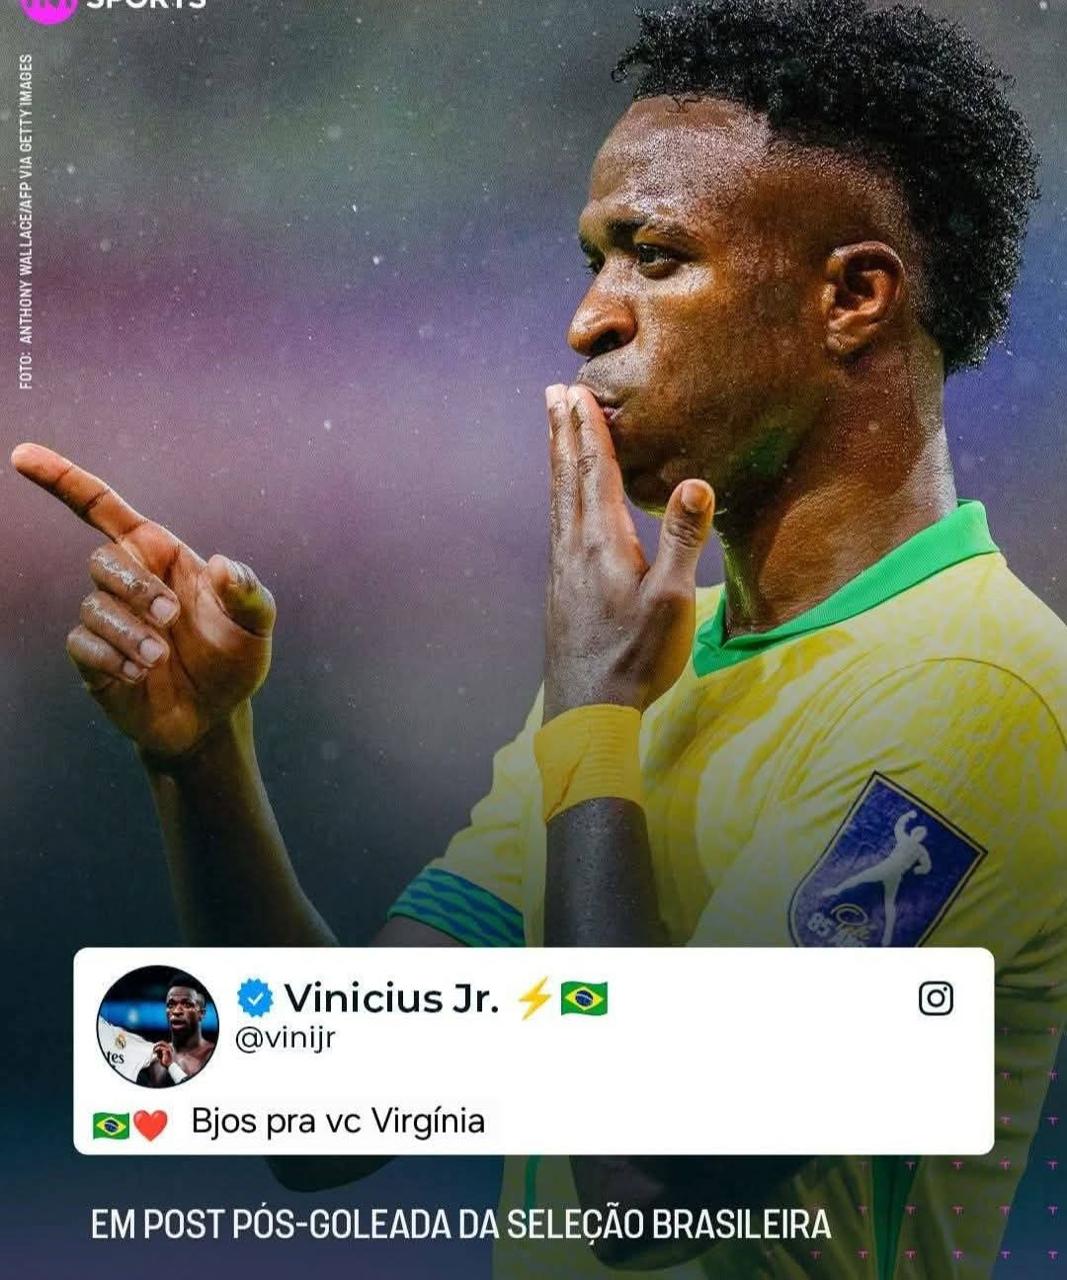 SPORTS
FOTO: ANTHONY WALLACE/AFP VIA GETTY IMAGES
85
Vinicius Jr. ⚡🇧🇷
@vinijr
🇧🇷❤️ Bjos pra vc Virgínia
EM POST PÓS-GOLEADA DA SELEÇÃO BRASILEIRA